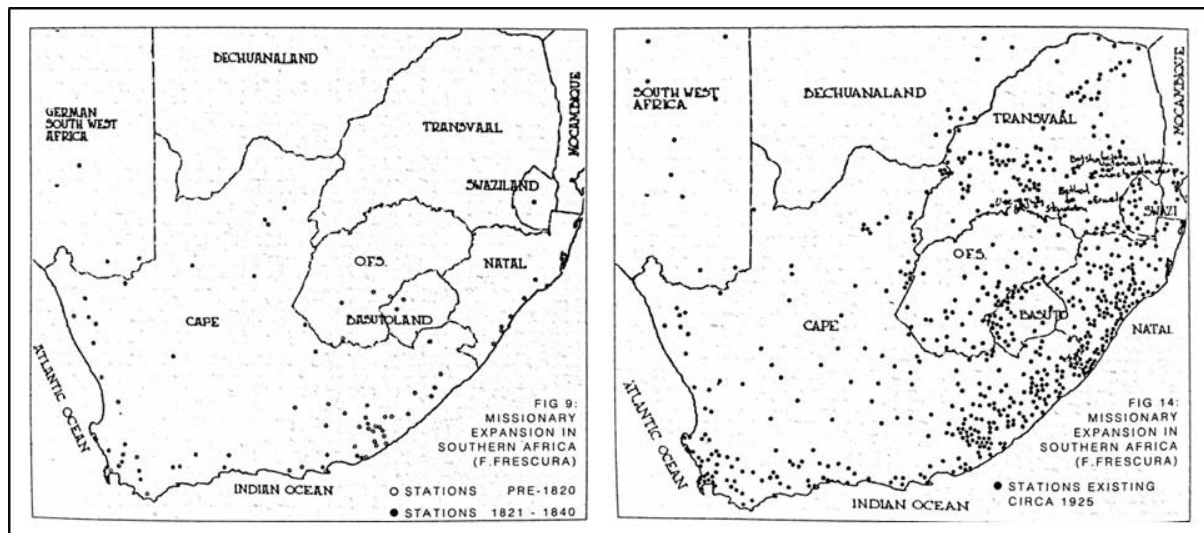 BECHUANALAND
GERMAN
SOUTH WEST
AFRICA
TRANSVAAL
MOCAMBIQUE
SWAZILAND
O.F.S.
NATAL
BASUTOLAND
CAPE
ATLANTIC OCEAN
INDIAN OCEAN
FIG 9:
MISSIONARY
EXPANSION IN
SOUTHERN AFRICA
(F.FRESCURA)
STATIONS PRE-1820
STATIONS 1821 - 1840
SOUTH WEST
AFRICA
BECHUANALAND
TRANSVAAL
MOCAMBIQUE
Bethal
Ermelo
SWAZI
O.F.S.
BASUTO
CAPE
NATAL
ATLANTIC OCEAN
INDIAN OCEAN
FIG 14:
MISSIONARY
EXPANSION IN
SOUTHERN AFRICA
(F.FRESCURA)
STATIONS EXISTING
CIRCA 1925